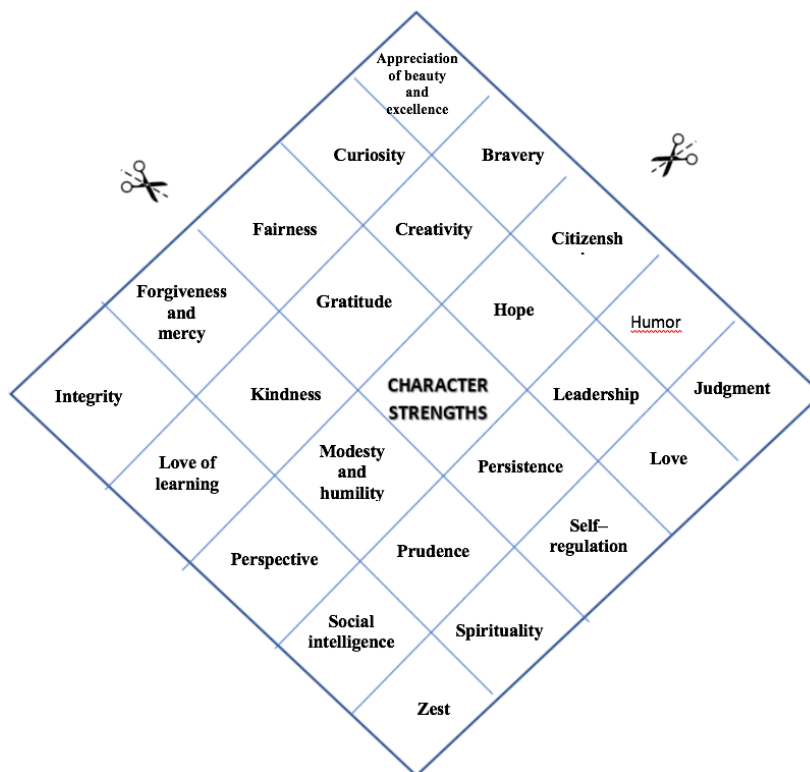 Appreciation
of beauty
and
excellence
Curiosity
Bravery
Fairness
Creativity
Citizensh
Forgiveness
and
mercy
Gratitude
Hope
Humor
Integrity
Kindness
CHARACTER
STRENGTHS
Leadership
Judgment
Love of
learning
Modesty
and
humility
Persistence
Love
Perspective
Prudence
Self–
regulation
Social
intelligence
Spirituality
Zest